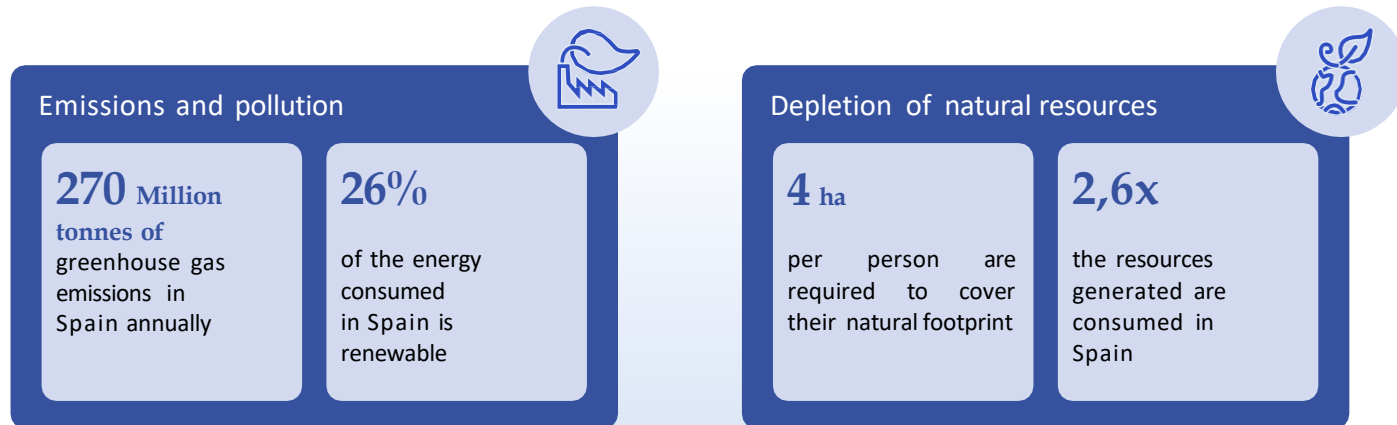 Emissions and pollution
270 Million
tonnes of
greenhouse gas
emissions in
Spain annually
26%
of the energy
consumed
in Spain is
renewable
Depletion of natural resources
4 ha
per person are
required to cover
their natural footprint
2,6x
the resources
generated are
consumed in
Spain